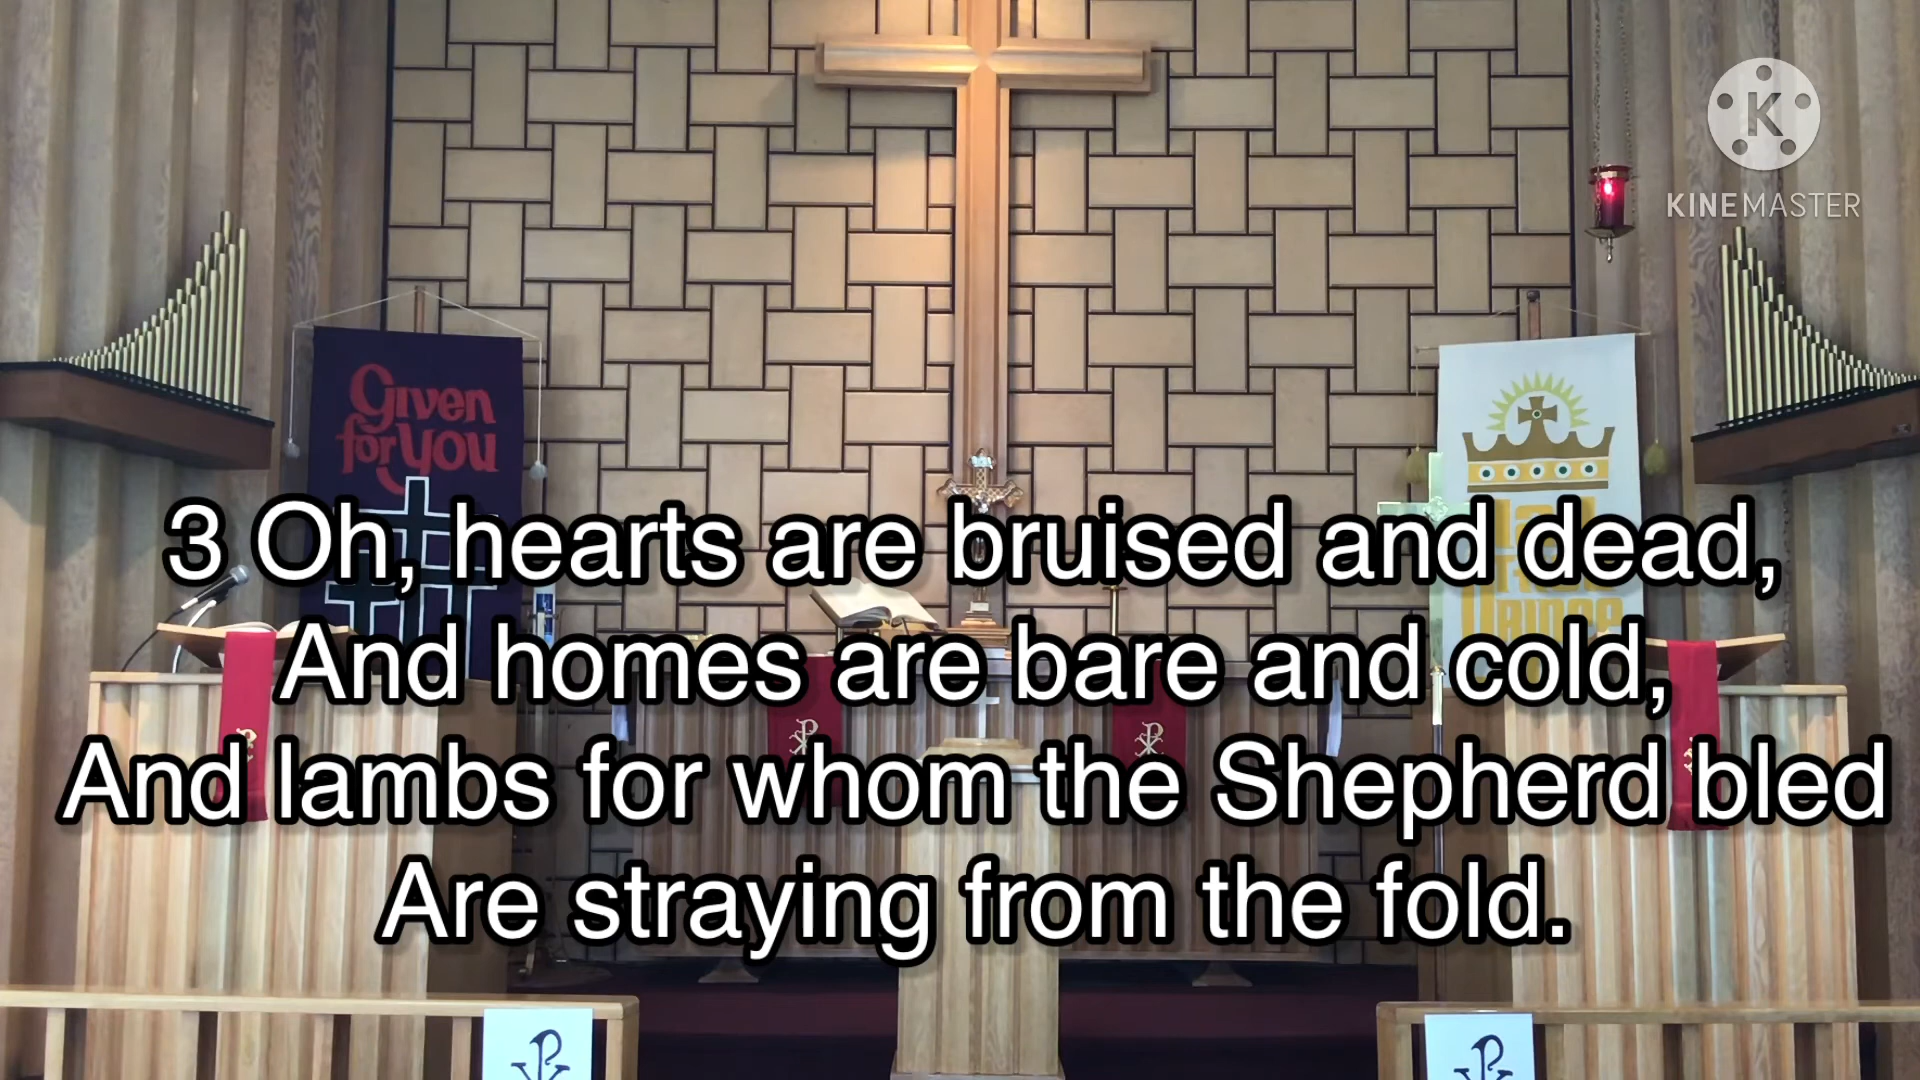 KINEMASTER
Given
for you
3 Oh, hearts are bruised and dead,
And homes are bare and cold,
And lambs for whom the Shepherd bled
Are straying from the fold.